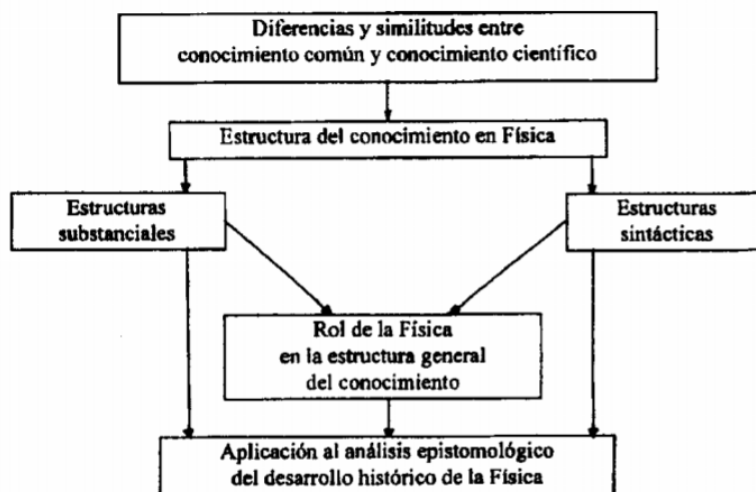 Diferencias y similitudes entre
conocimiento común y conocimiento científico
Estructura del conocimiento en Física
Estructuras
substanciales
Estructuras
sintácticas
Rol de la Física
en la estructura general
del conocimiento
Aplicación al análisis epistomológico
del desarrollo histórico de la Física